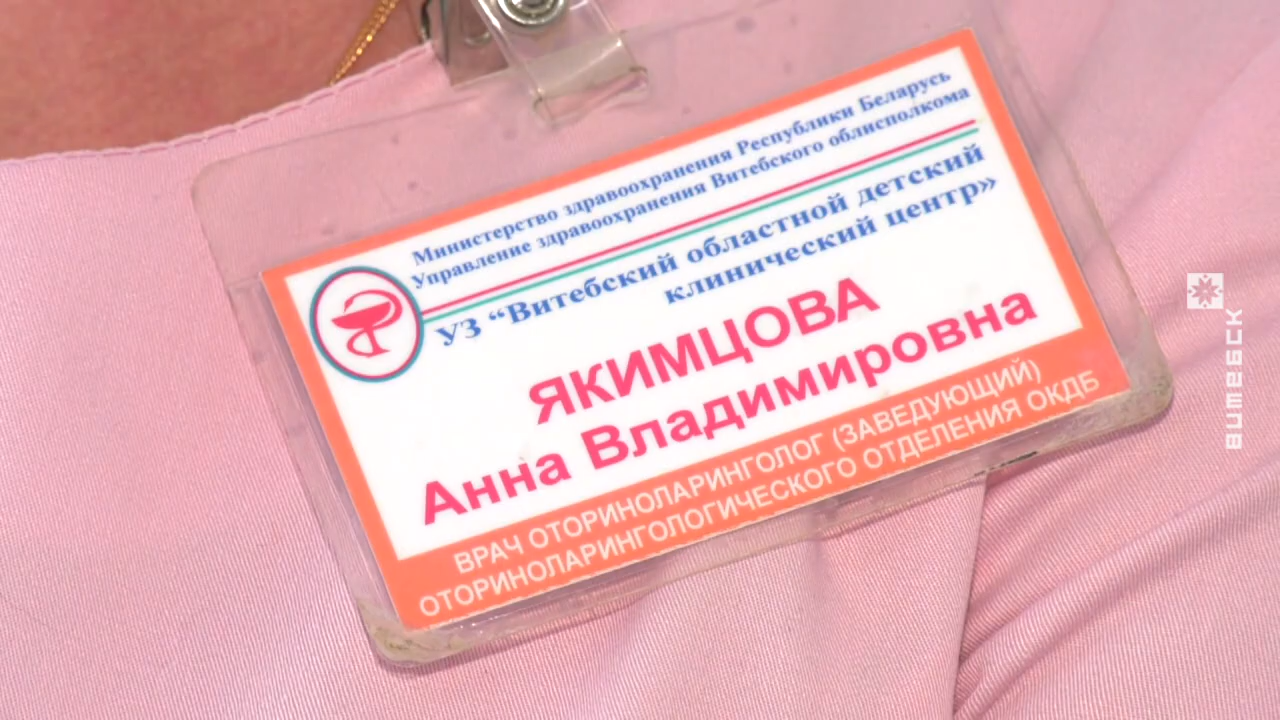 Министерство здравоохранения Республики Беларусь
Управление здравоохранения Витебского облисполкома
УЗ “Витебский областной детский
клинический центр»
ЯКИМЦОВА
Анна Владимировна
ВРАЧ ОТОРИНОЛАРИНГОЛОГ (ЗАВЕДУЮЩИЙ)
ОТОРИНОЛАРИНГОЛОГИЧЕСКОГО ОТДЕЛЕНИЯ ОКДБ
ВИТЕБСК